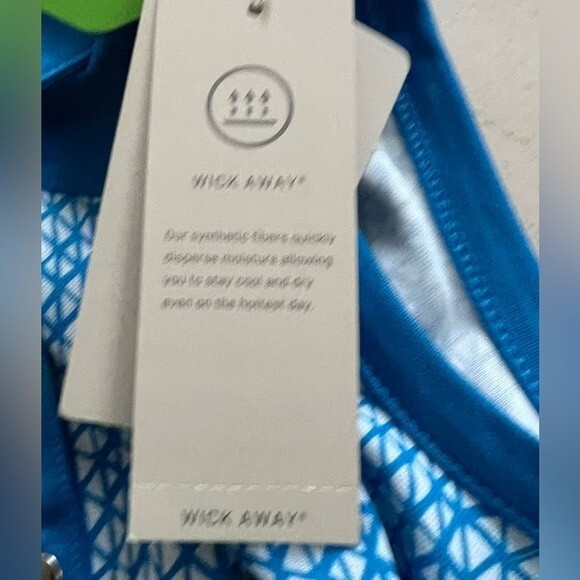 WICK AWAY®
Our synthetic fibers quickly
disperse moisture allowing
you to stay cool and dry
even on the hottest day.
WICK AWAY®